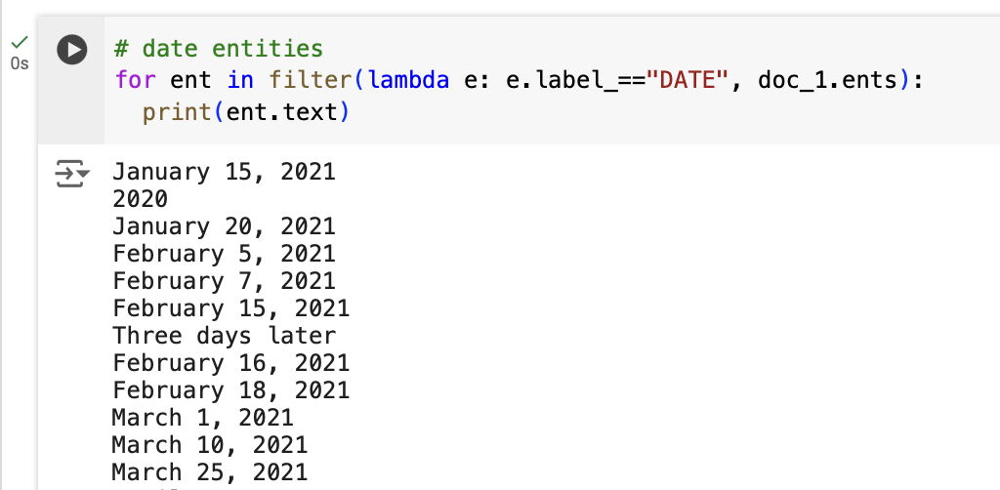 # date entities
0s
for ent in filter(lambda e: e.label_=="DATE", doc_1.ents):
  print(ent.text)
January 15, 2021
2020
January 20, 2021
February 5, 2021
February 7, 2021
February 15, 2021
Three days later
February 16, 2021
February 18, 2021
March 1, 2021
March 10, 2021
March 25, 2021